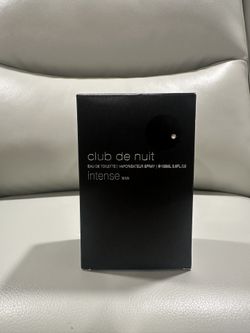 club de nuit
EAU DE TOILETTE | VAPORISATEUR SPRAY | 105ML 3.6FL.OZ
intense MAN